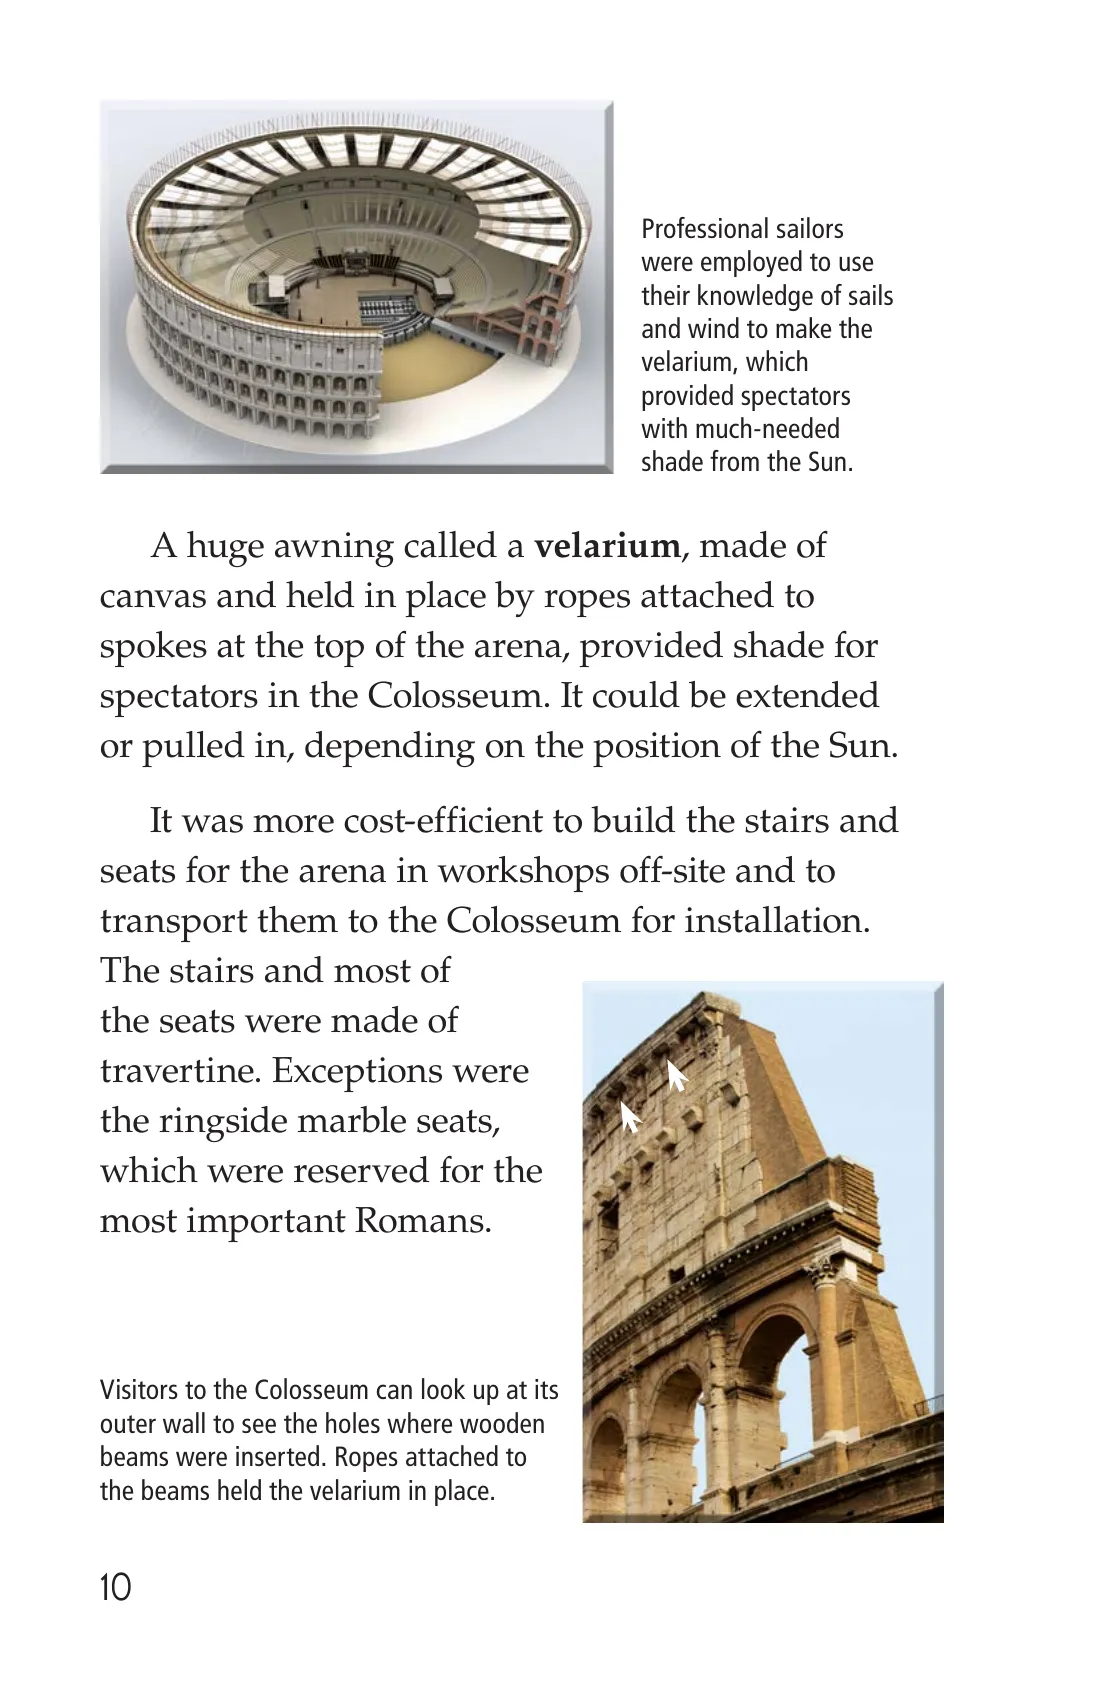 Professional sailors
were employed to use
their knowledge of sails
and wind to make the
velarium, which
provided spectators
with much-needed
shade from the Sun.
A huge awning called a velarium, made of
canvas and held in place by ropes attached to
spokes at the top of the arena, provided shade for
spectators in the Colosseum. It could be extended
or pulled in, depending on the position of the Sun.
It was more cost-efficient to build the stairs and
seats for the arena in workshops off-site and to
transport them to the Colosseum for installation.
The stairs and most of
the seats were made of
travertine. Exceptions were
the ringside marble seats,
which were reserved for the
most important Romans.
Visitors to the Colosseum can look up at its
outer wall to see the holes where wooden
beams were inserted. Ropes attached to
the beams held the velarium in place.
10